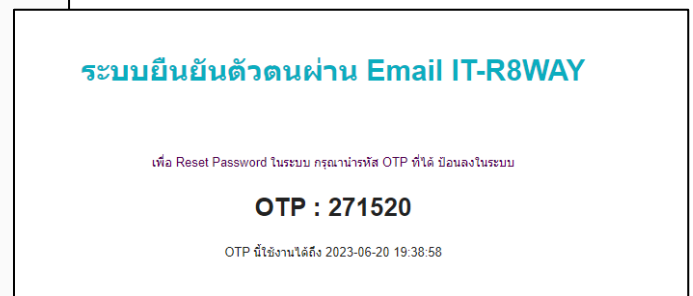 ระบบยืนยันตัวตนผ่าน Email IT-R8WAY
เพื่อ Reset Password ในระบบ กรุณานำรหัส OTP ที่ได้ ป้อนลงในระบบ
OTP : 271520
OTP นี้ใช้งานได้ถึง 2023-06-20 19:38:58